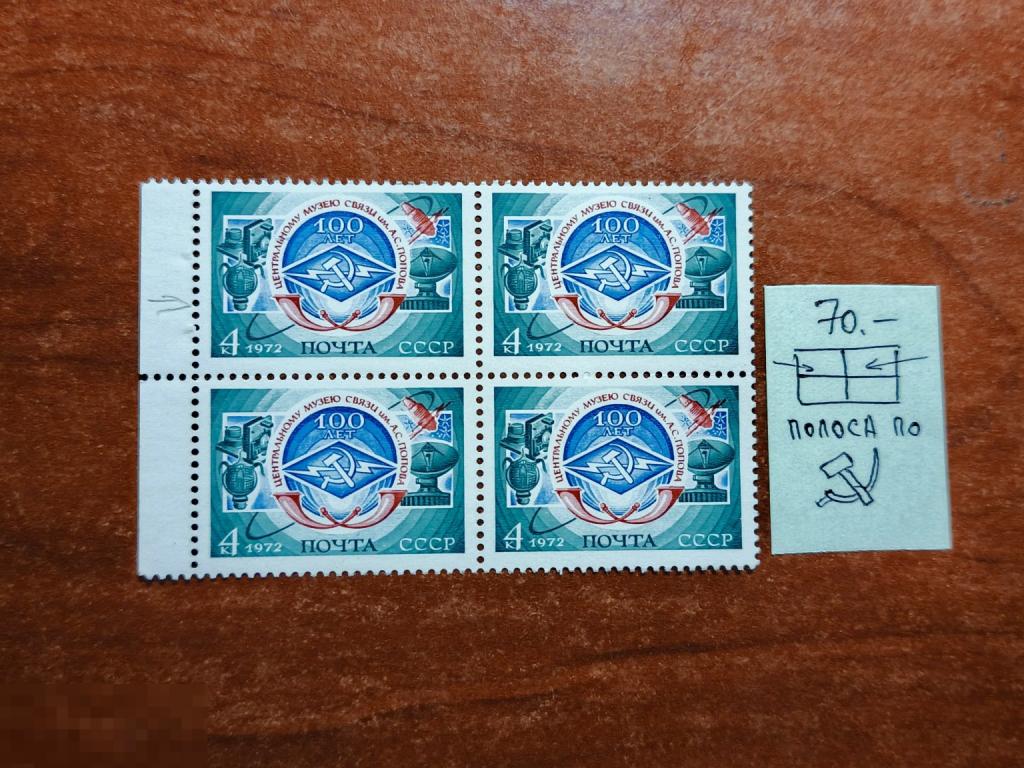 ЦЕНТРАЛЬНОМУ МУЗЕЮ СВЯЗИ ИМ. А.С. ПОПОВА
100
ЛЕТ
4 К 1972 ПОЧТА СССР
ЦЕНТРАЛЬНОМУ МУЗЕЮ СВЯЗИ ИМ. А.С. ПОПОВА
100
ЛЕТ
4 К 1972 ПОЧТА СССР
ЦЕНТРАЛЬНОМУ МУЗЕЮ СВЯЗИ ИМ. А.С. ПОПОВА
100
ЛЕТ
4 К 1972 ПОЧТА СССР
ЦЕНТРАЛЬНОМУ МУЗЕЮ СВЯЗИ ИМ. А.С. ПОПОВА
100
ЛЕТ
4 К 1972 ПОЧТА СССР
70.—
ПОЛОСА ПО